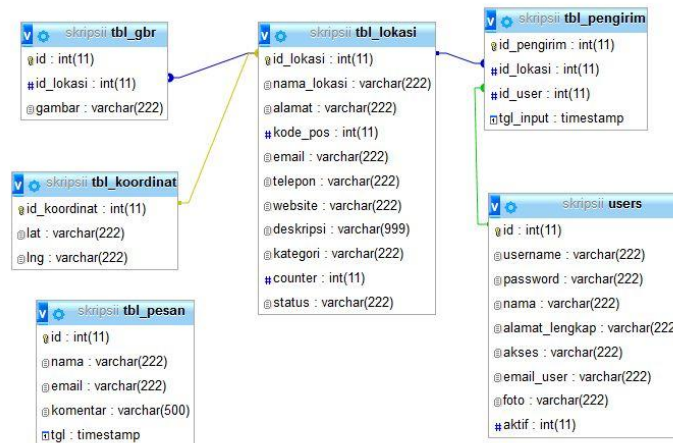 skripsii tbl_gbr
id : int(11)
#id_lokasi : int(11)
gambar : varchar(222)
skripsii tbl_koordinat
id_koordinat : int(11)
lat : varchar(222)
lng : varchar(222)
skripsii tbl_pesan
id : int(11)
nama : varchar(222)
email : varchar(222)
komentar : varchar(500)
tgl : timestamp
skripsii tbl_lokasi
id_lokasi : int(11)
nama_lokasi : varchar(222)
alamat : varchar(222)
#kode_pos : int(11)
email : varchar(222)
telepon : varchar(222)
website : varchar(222)
deskripsi : varchar(999)
kategori : varchar(222)
#counter : int(11)
status : varchar(222)
skripsii tbl_pengirim
id_pengirim : int(11)
#id_lokasi : int(11)
#id_user : int(11)
tgl_input : timestamp
skripsii users
id : int(11)
username : varchar(222)
password : varchar(222)
nama : varchar(222)
alamat_lengkap : varchar(222
akses : varchar(222)
email_user : varchar(222)
foto : varchar(222)
#aktif : int(11)